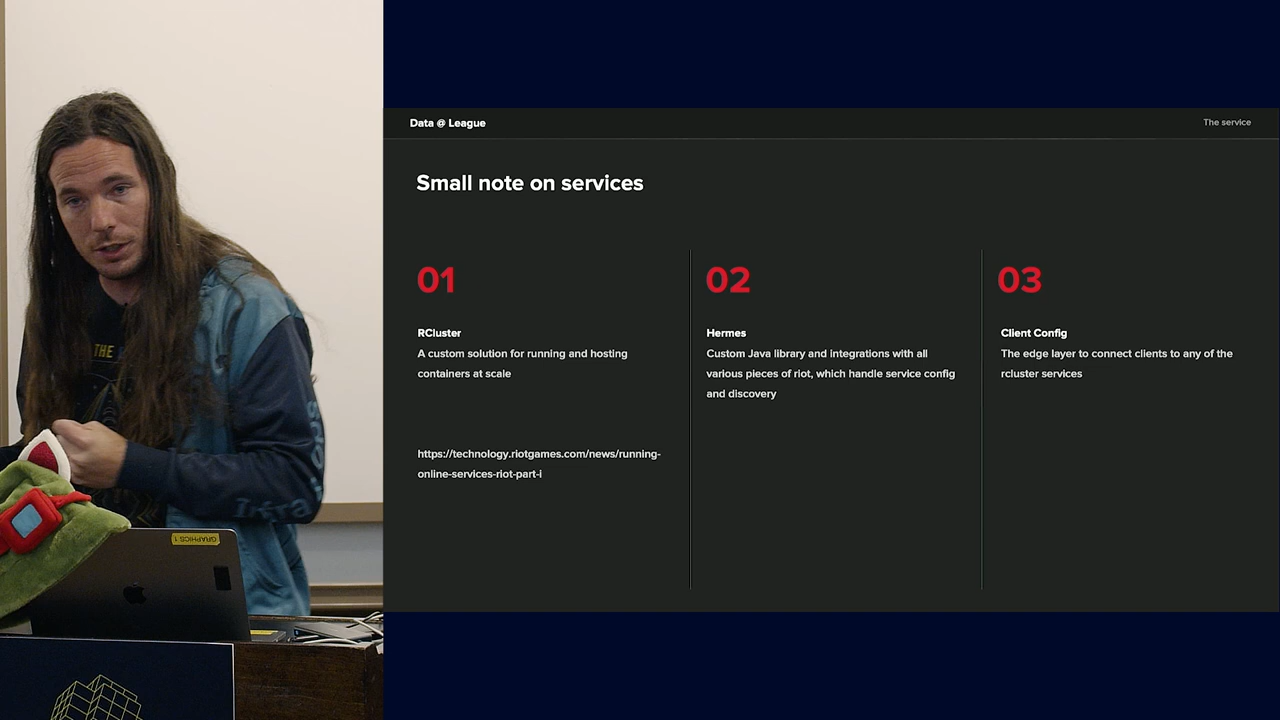 Data @ League
The service
Small note on services
01
RCluster
A custom solution for running and hosting
containers at scale
https://technology.riotgames.com/news/running-
online-services-riot-part-i
02
Hermes
Custom Java library and integrations with all
various pieces of riot, which handle service config
and discovery
03
Client Config
The edge layer to connect clients to any of the
rcluster services
THE
GRAPHICS 1